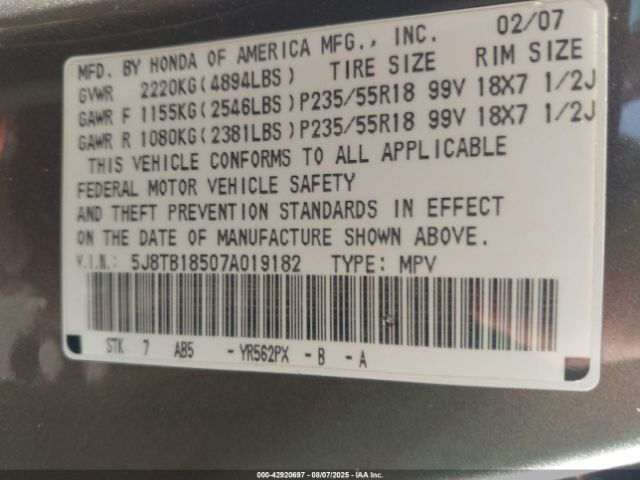 MFD. BY HONDA OF AMERICA MFG., INC. 02/07
GVWR 2220KG(4894LBS) TIRE SIZE RIM SIZE
GAWR F 1155KG(2546LBS)P235/55R18 99V 18X7 1/2J
GAWR R 1080KG(2381LBS)P235/55R18 99V 18X7 1/2J
THIS VEHICLE CONFORMS TO ALL APPLICABLE
FEDERAL MOTOR VEHICLE SAFETY
AND THEFT PREVENTION STANDARDS IN EFFECT
ON THE DATE OF MANUFACTURE SHOWN ABOVE.
V.I.N.: 5J8TB18507A019182 TYPE: MPV
STK 7 AB5 -YR562PX -B -A
000-42920697 - 08/07/2025 - IAA Inc.